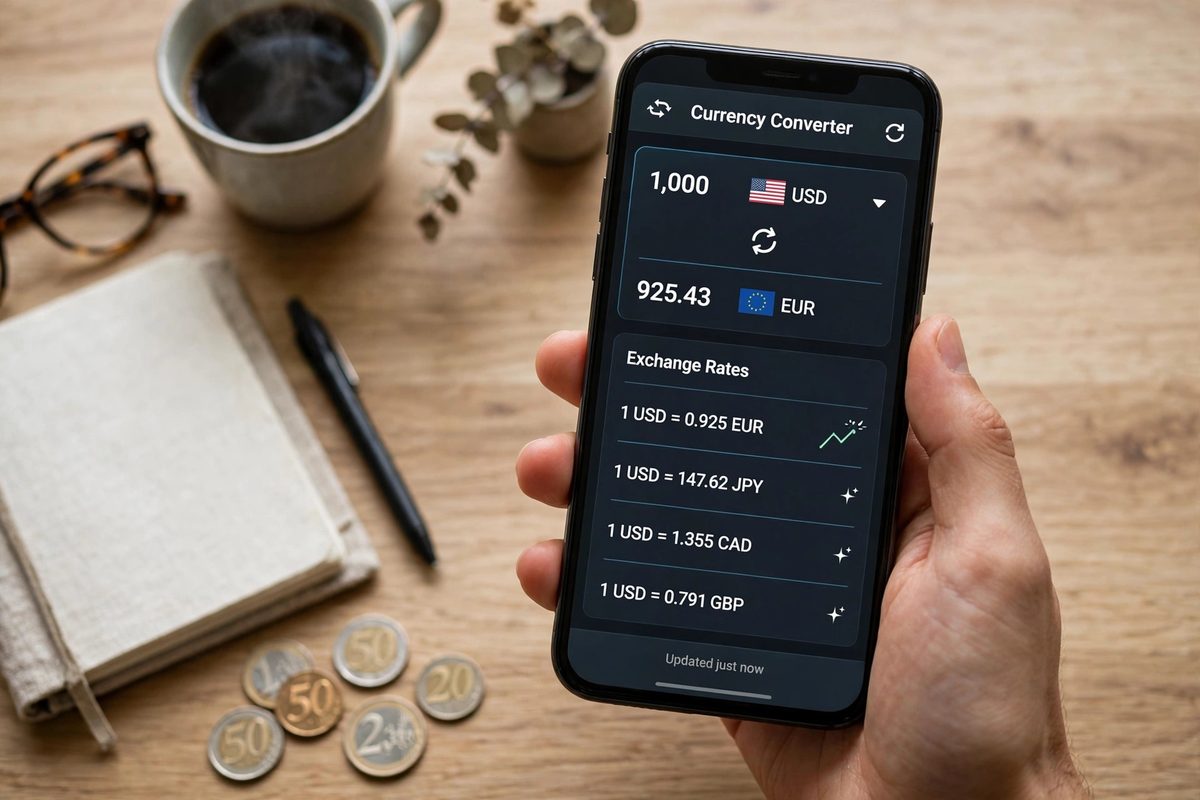 Currency Converter
1,000 USD
925.43 EUR
Exchange Rates
1 USD = 0.925 EUR
1 USD = 147.62 JPY
1 USD = 1.355 CAD
1 USD = 0.791 GBP
Updated just now
50
50
20
50
2